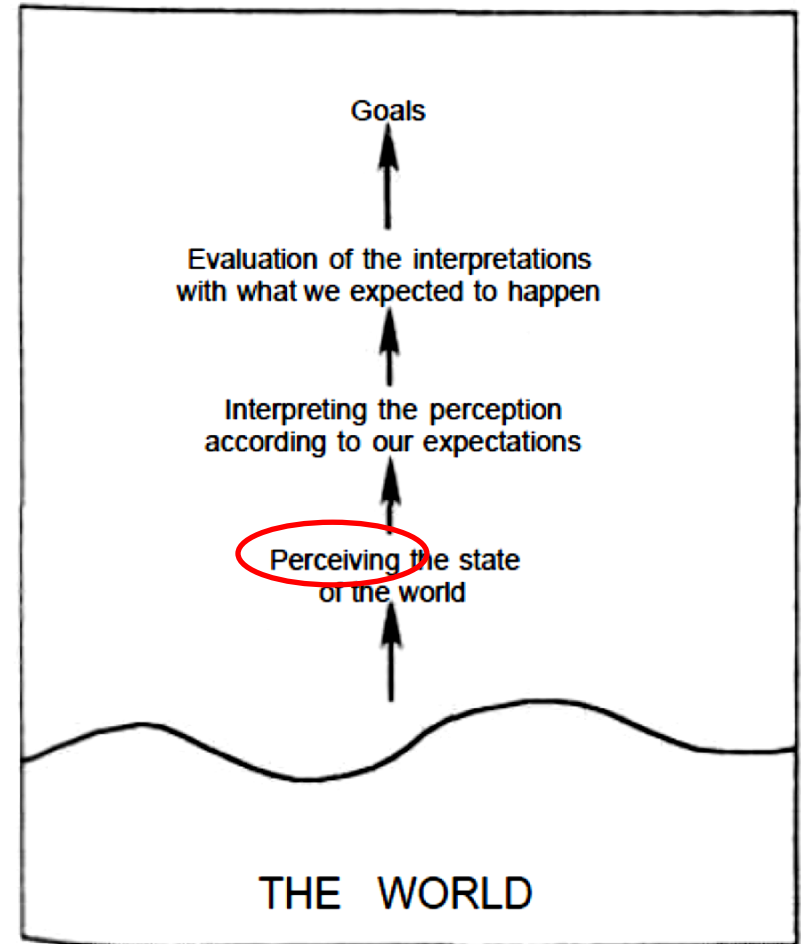 Goals
Evaluation of the interpretations
with what we expected to happen
Interpreting the perception
according to our expectations
Perceiving the state
of the world
THE WORLD